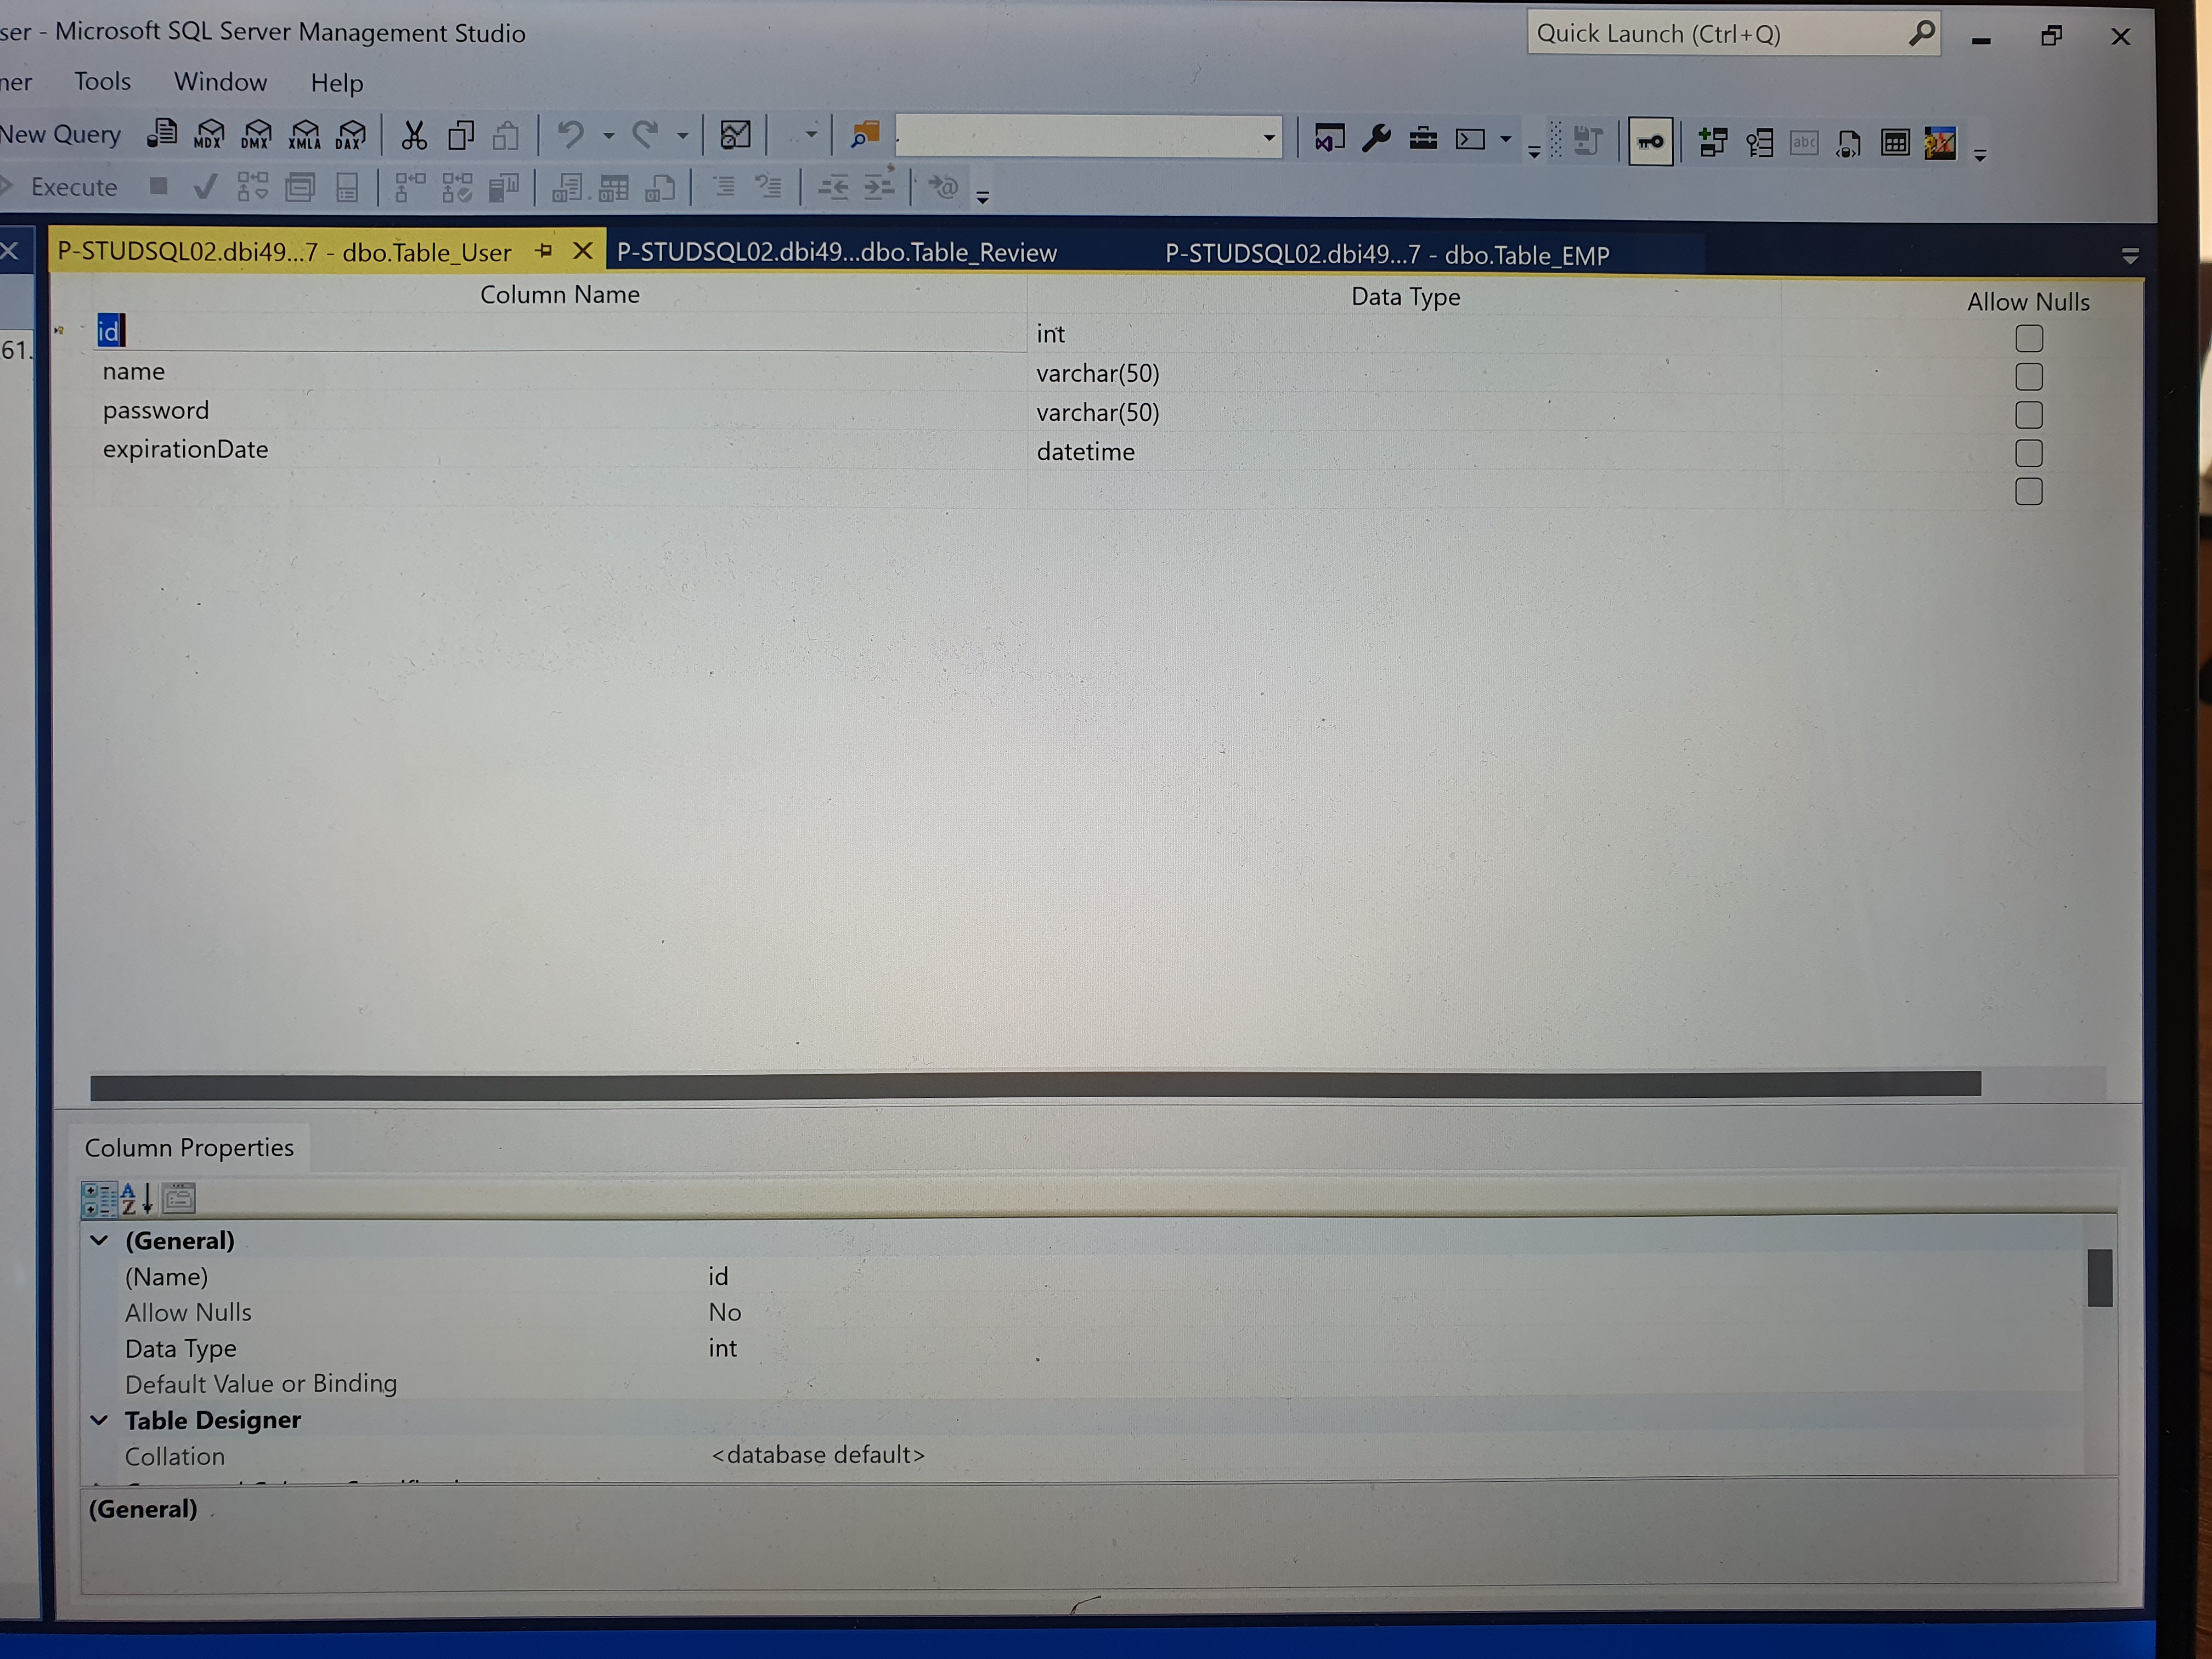 ser - Microsoft SQL Server Management Studio
Quick Launch (Ctrl+Q)
ner Tools Window Help
New Query MDX DMX XMLA DAX
abc
Execute
P-STUDSQL02.dbi49...7 - dbo.Table_User
P-STUDSQL02.dbi49...dbo.Table_Review
P-STUDSQL02.dbi49...7 - dbo.Table_EMP
Column Name Data Type Allow Nulls
id int
61.
name varchar(50)
password varchar(50)
expirationDate datetime
Column Properties
(General)
(Name) id
Allow Nulls No
Data Type int
Default Value or Binding
Table Designer
Collation <database default>
(General)